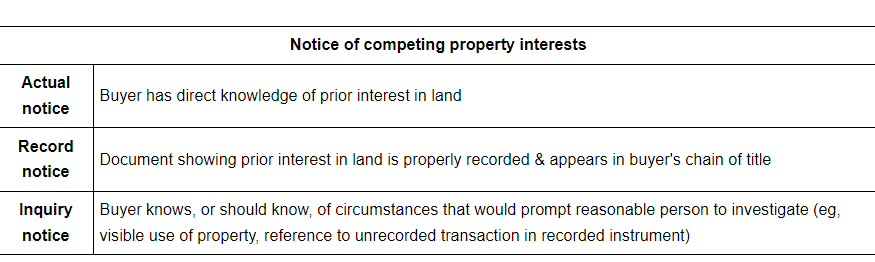 Notice of competing property interests
Actual
notice
Buyer has direct knowledge of prior interest in land
Record
notice
Document showing prior interest in land is properly recorded & appears in buyer's chain of title
Inquiry
notice
Buyer knows, or should know, of circumstances that would prompt reasonable person to investigate (eg,
visible use of property, reference to unrecorded transaction in recorded instrument)